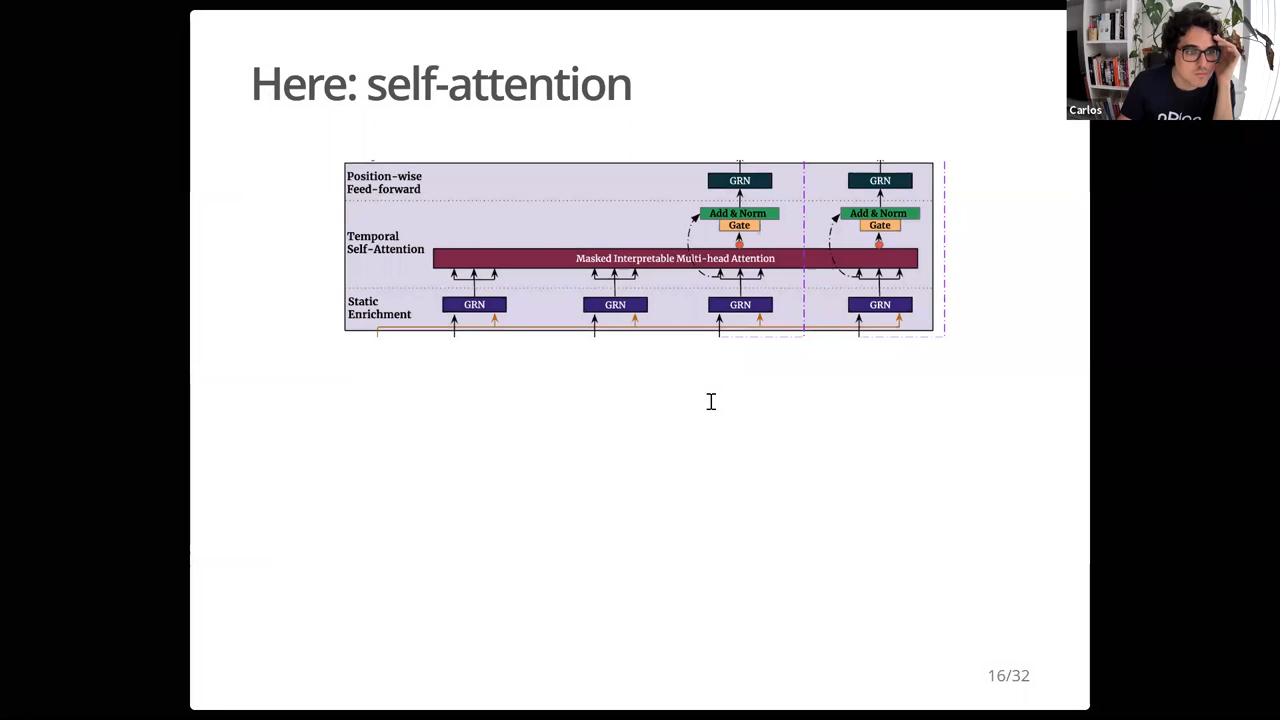 Here: self-attention
Carlos
Position-wise
Feed-forward
GRN
GRN
Add & Norm
Add & Norm
Gate
Gate
Temporal
Self-Attention
Masked Interpretable Multi-head Attention
Static
Enrichment
GRN
GRN
GRN
GRN
16/32